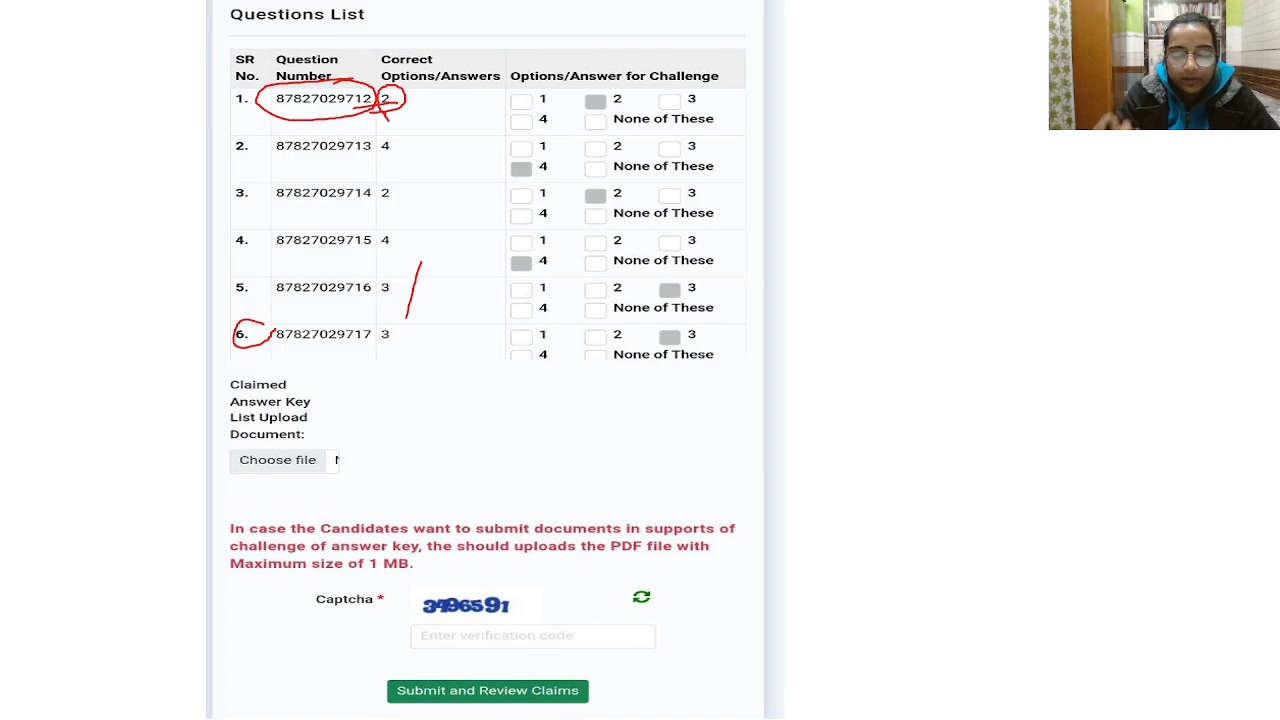 Questions List
SR No. Question Number Correct Options/Answers Options/Answer for Challenge
1. 87827029712 2 1 2 3
4 None of These
2. 87827029713 4 1 2 3
4 None of These
3. 87827029714 2 1 2 3
4 None of These
4. 87827029715 4 1 2 3
4 None of These
5. 87827029716 3 1 2 3
4 None of These
6. 87827029717 3 1 2 3
4 None of These
Claimed
Answer Key
List Upload
Document:
Choose file
In case the Candidates want to submit documents in supports of
challenge of answer key, the should uploads the PDF file with
Maximum size of 1 MB.
Captcha *
3496591
Enter verification code
Submit and Review Claims